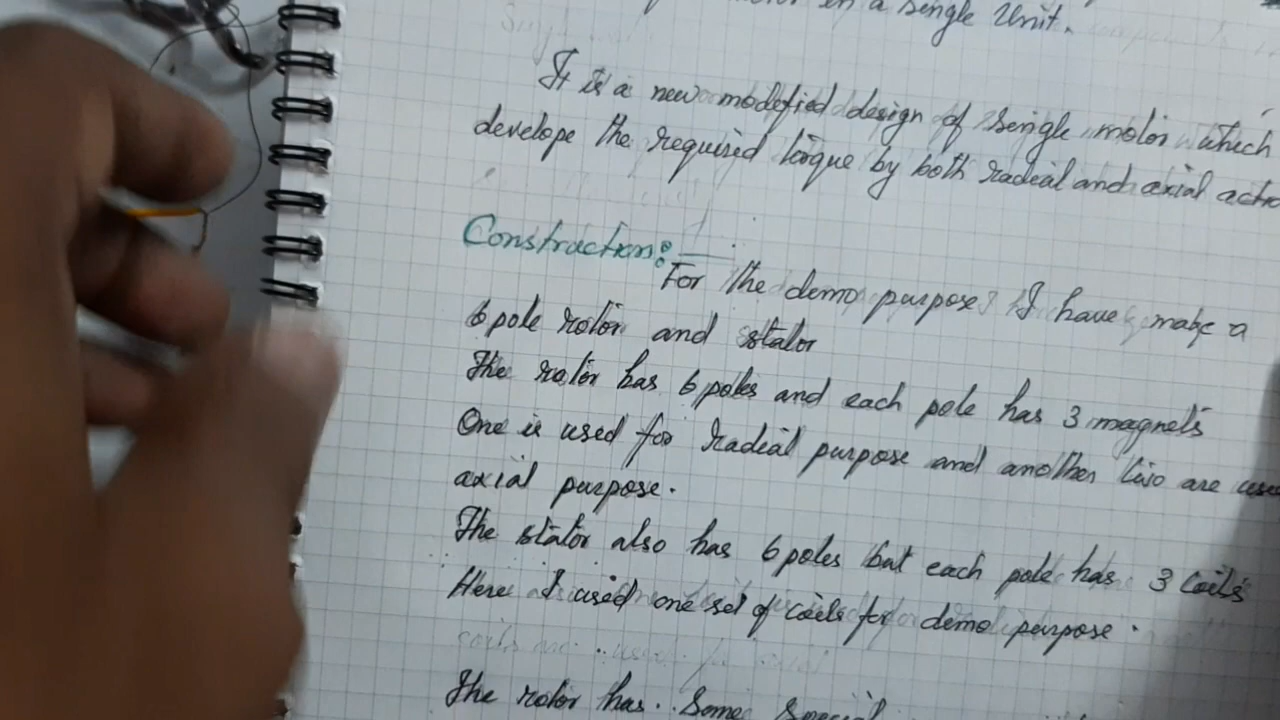 in a Single Unit.
It is a new modefied design of Single motor which
develope the required torque by both radial and axial
Construction:
For the demo purpose I have make a
6 pole rotor and stator
The rotor has 6 poles and each pole has 3 magnets
One is used for radial purpose and another two are
axial purpose.
The stator also has 6 poles but each pole has 3 Coils
Here I used one set of coils for demo purpose.
The rotor has Some Special